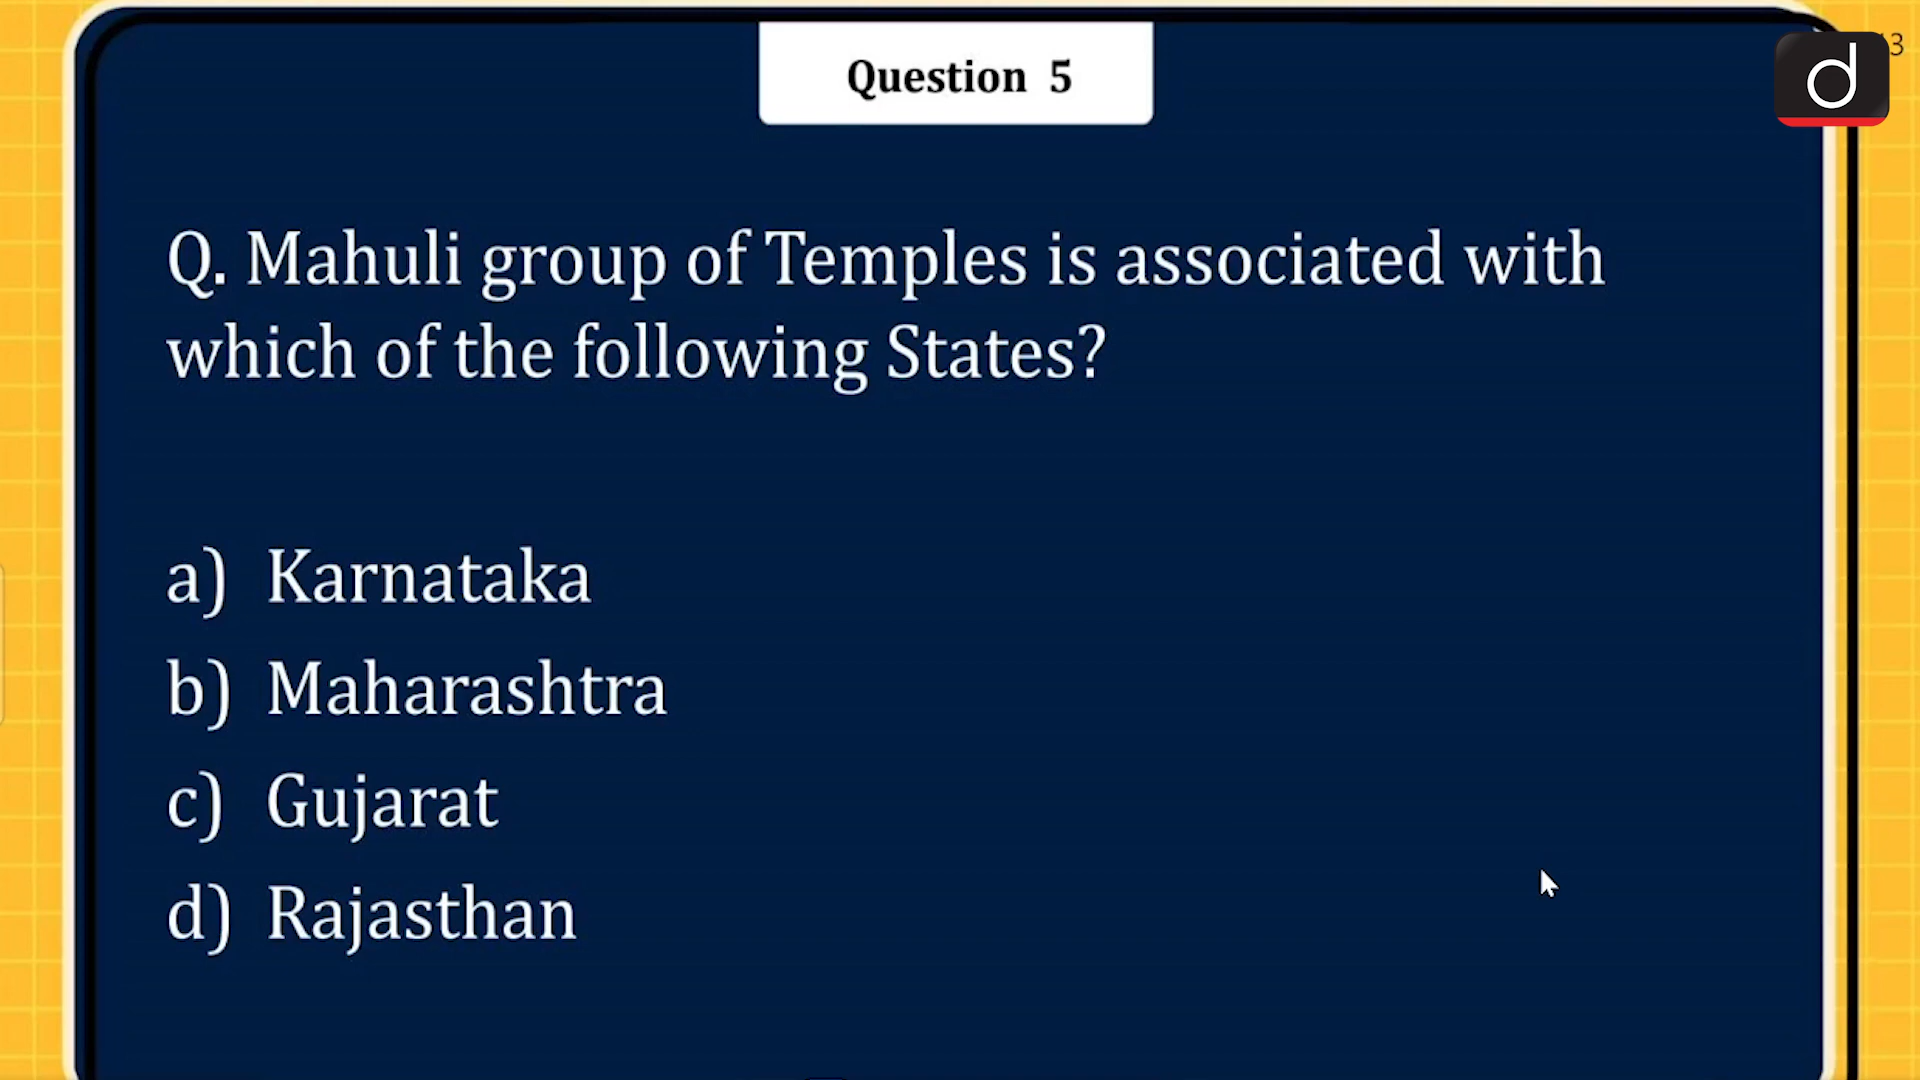 Question 5
d
Q. Mahuli group of Temples is associated with
which of the following States?
a) Karnataka
b) Maharashtra
c) Gujarat
d) Rajasthan